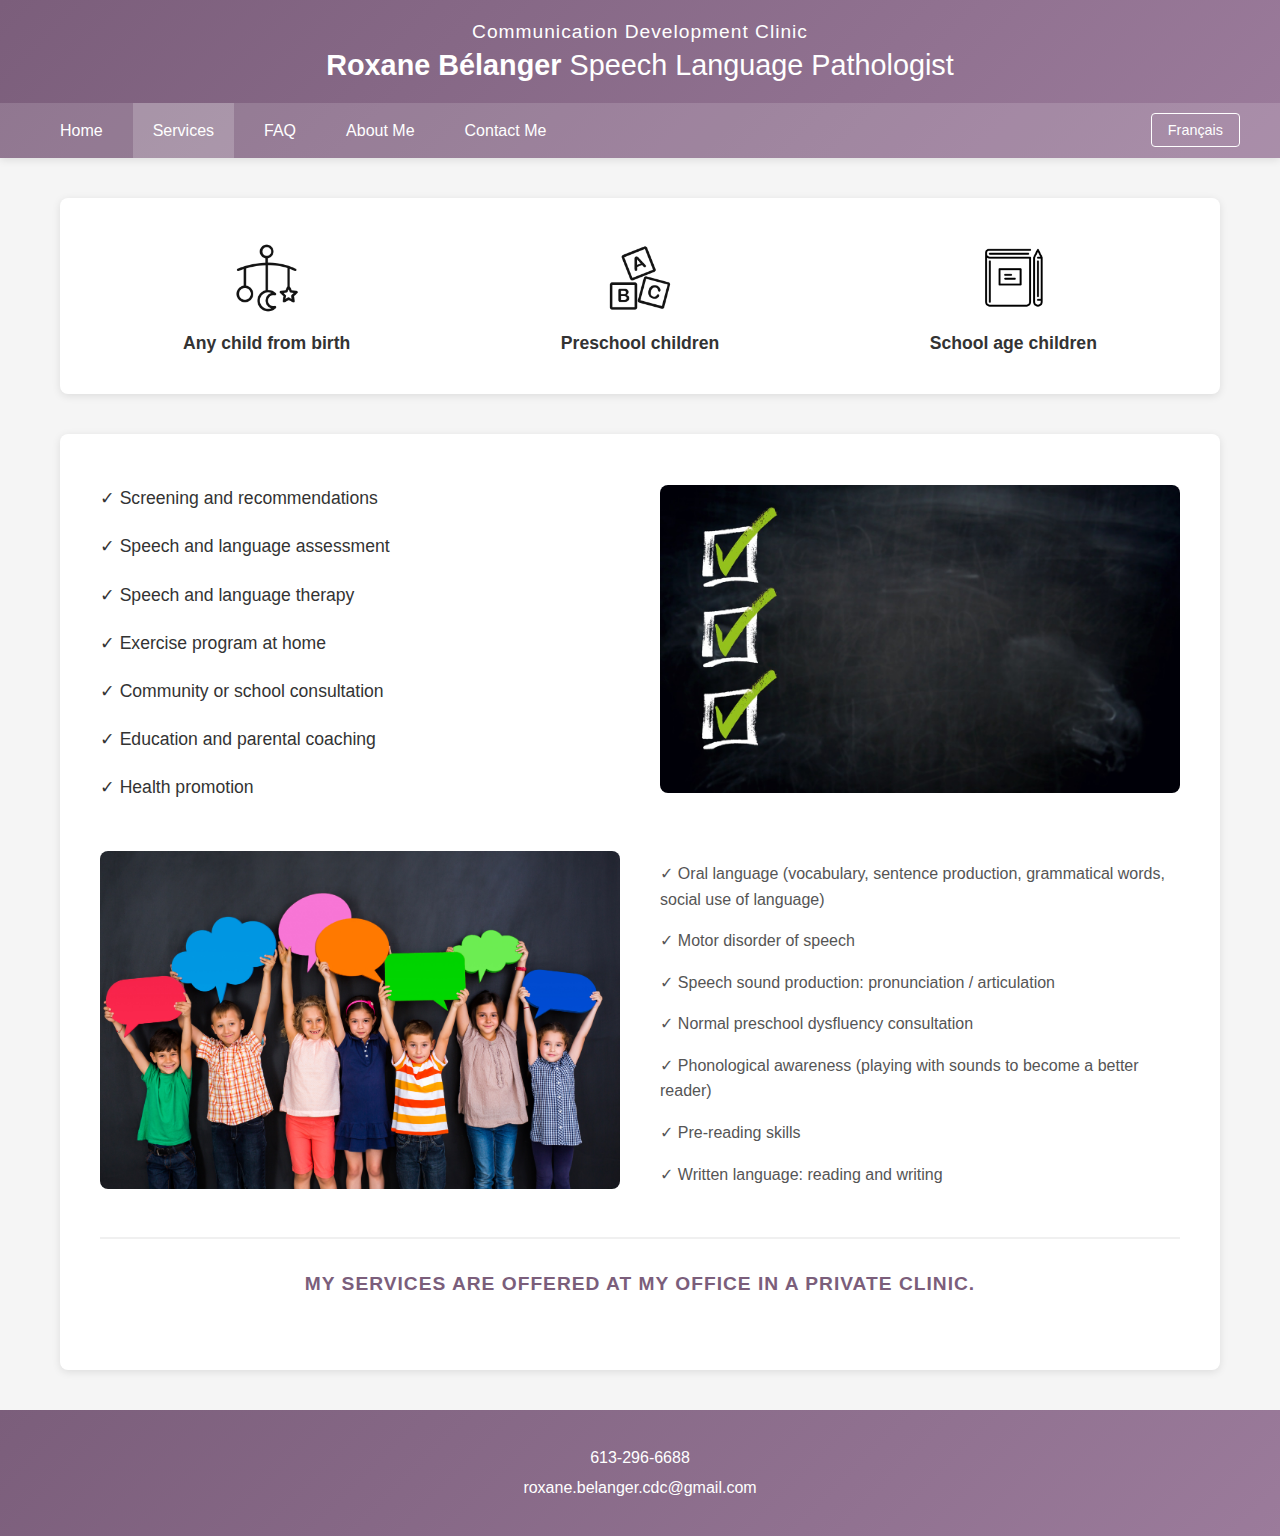 Communication Development Clinic
Roxane Bélanger Speech Language Pathologist
Home Services FAQ About Me Contact Me Français
A
B C
Any child from birth Preschool children School age children
✓ Screening and recommendations
✓ Speech and language assessment
✓ Speech and language therapy
✓ Exercise program at home
✓ Community or school consultation
✓ Education and parental coaching
✓ Health promotion
✓ Oral language (vocabulary, sentence production, grammatical words,
social use of language)
✓ Motor disorder of speech
✓ Speech sound production: pronunciation / articulation
✓ Normal preschool dysfluency consultation
✓ Phonological awareness (playing with sounds to become a better
reader)
✓ Pre-reading skills
✓ Written language: reading and writing
MY SERVICES ARE OFFERED AT MY OFFICE IN A PRIVATE CLINIC.
613-296-6688
roxane.belanger.cdc@gmail.com